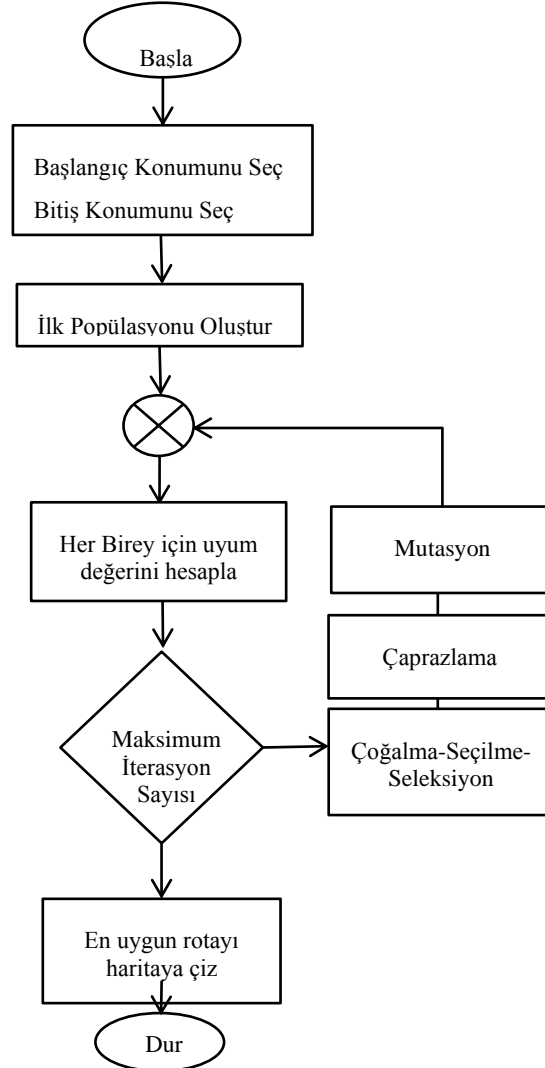 Başla
Başlangıç Konumunu Seç
Bitiş Konumunu Seç
İlk Popülasyonu Oluştur
Her Birey için uyum
değerini hesapla
Mutasyon
Çaprazlama
Çoğalma-Seçilme-
Seleksiyon
Maksimum
İterasyon
Sayısı
En uygun rotayı
haritaya çiz
Dur